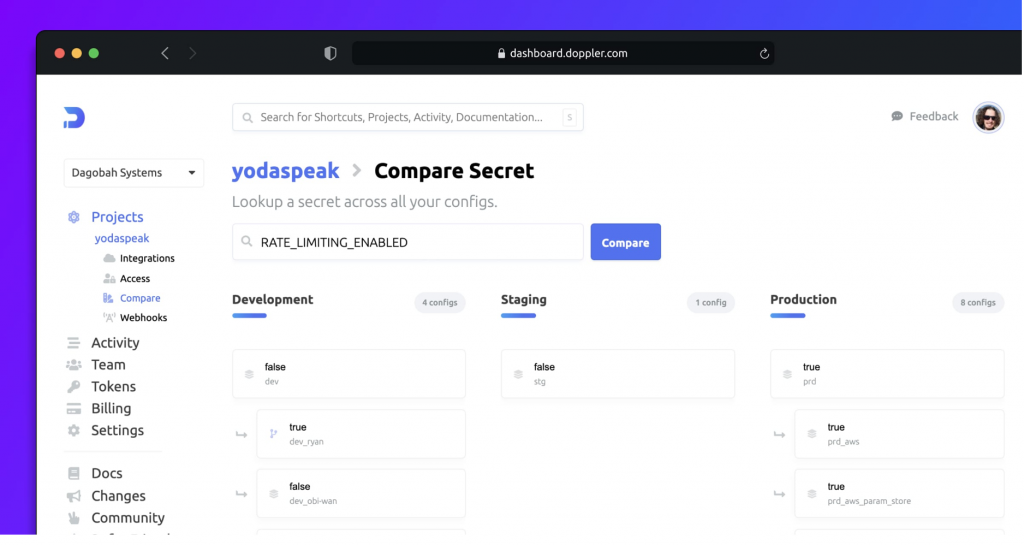 dashboard.doppler.com
Search for Shortcuts, Projects, Activity, Documentation...
S
Feedback
Dagobah Systems
Projects
yodaspeak
Integrations
Access
Compare
Webhooks
Activity
Team
Tokens
Billing
Settings
Docs
Changes
Community
yodaspeak > Compare Secret
Lookup a secret across all your configs.
RATE_LIMITING_ENABLED
Compare
Development
4 configs
false
dev
true
dev_ryan
false
dev_obi-wan
Staging
1 config
false
stg
Production
8 configs
true
prd
true
prd_aws
true
prd_aws_param_store